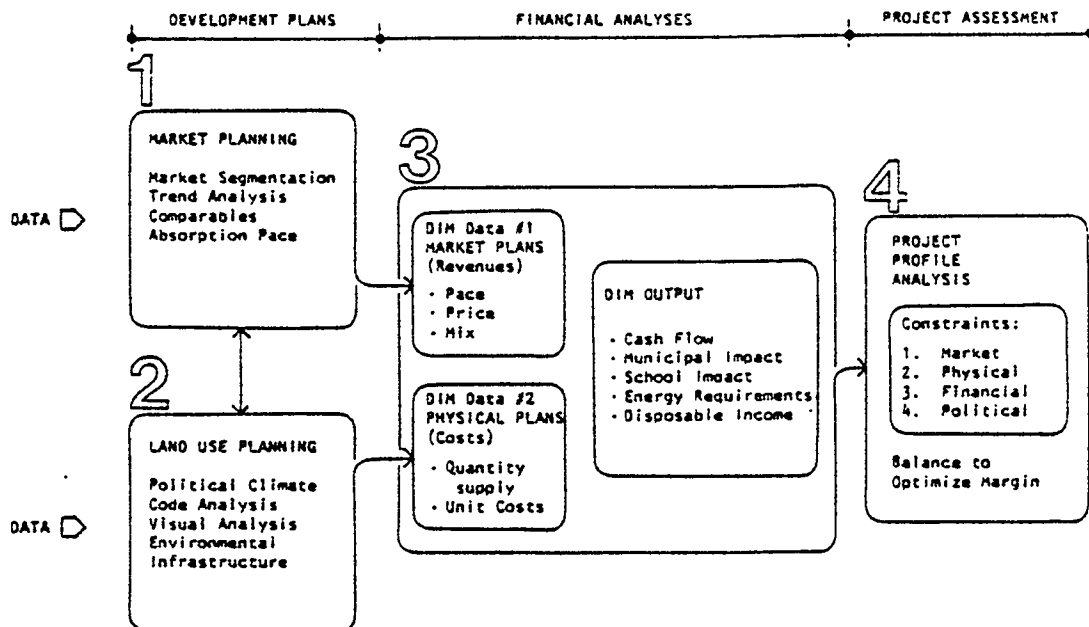 DEVELOPMENT PLANS
FINANCIAL ANALYSES
PROJECT ASSESSMENT
1
MARKET PLANNING
Market Segmentation
Trend Analysis
Comparables
Absorption Pace
DATA
2
LAND USE PLANNING
Political Climate
Code Analysis
Visual Analysis
Environmental
Infrastructure
DATA
3
DIM Data #1
MARKET PLANS
(Revenues)
· Pace
· Price
· Mix
DIM Data #2
PHYSICAL PLANS
(Costs)
· Quantity
supply
· Unit Costs
DIM OUTPUT
· Cash Flow
· Municipal Impact
· School Impact
· Energy Requirements
· Disposable Income
4
PROJECT
PROFILE
ANALYSIS
Constraints:
1. Market
2. Physical
3. Financial
4. Political
Balance to
Optimize Margin